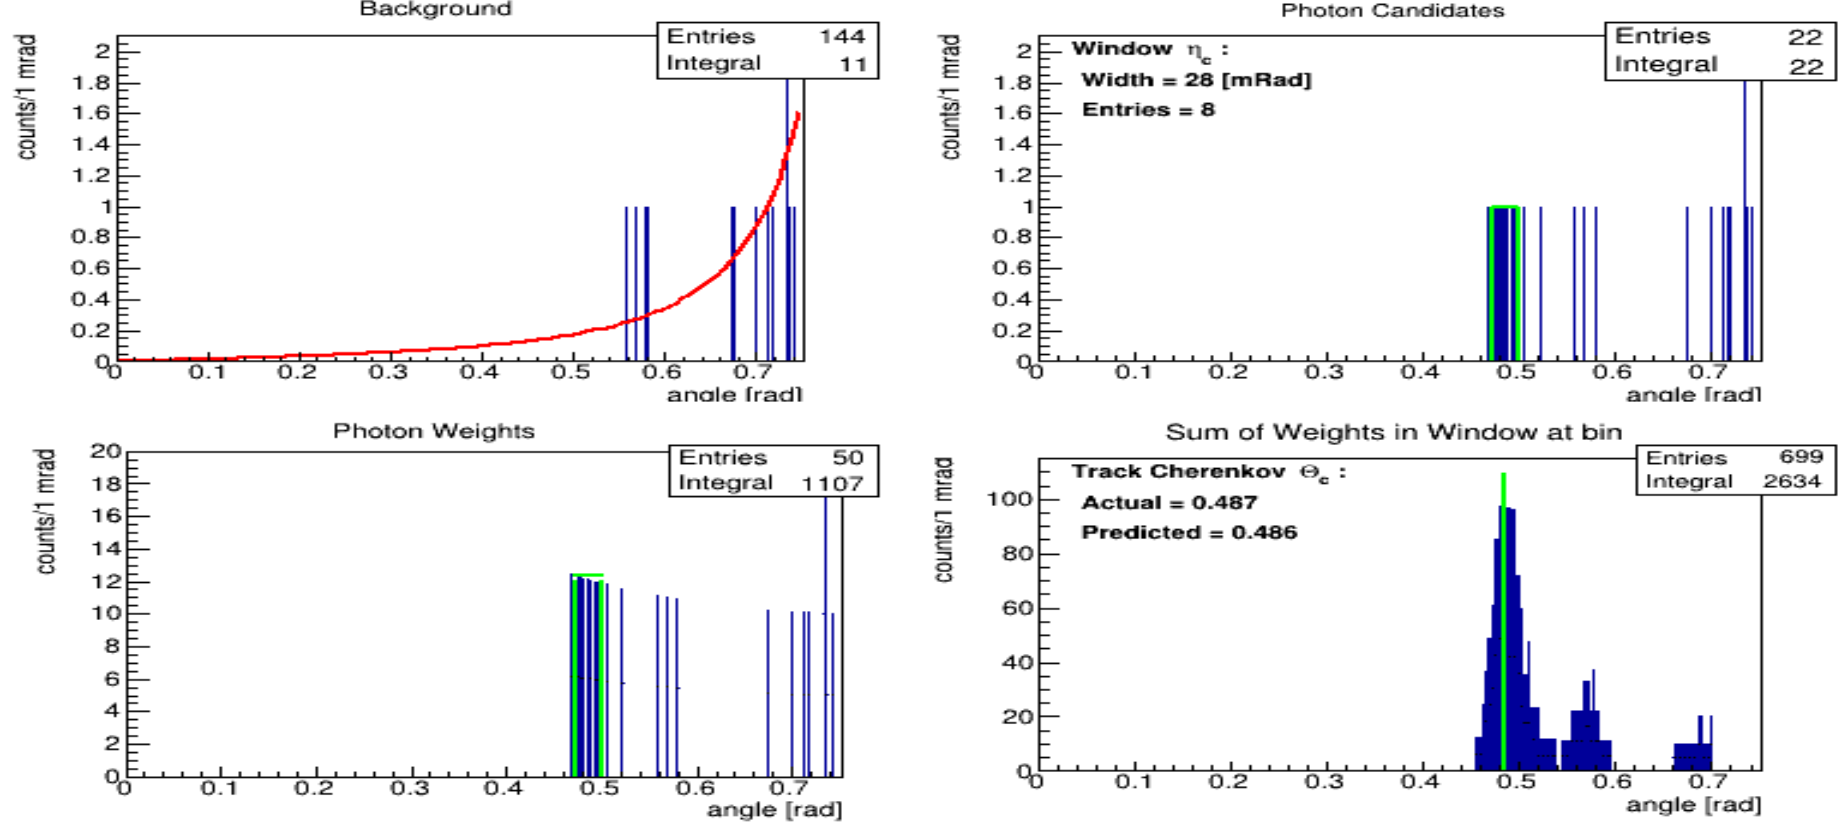 Background
Entries 144
Integral 11
counts/1 mrad
2
1.8
1.6
1.4
1.2
1
0.8
0.6
0.4
0.2
0
0 0.1 0.2 0.3 0.4 0.5 0.6 0.7
angle [rad]
Photon Candidates
Entries 22
Integral 22
Window ηc :
Width = 28 [mRad]
Entries = 8
counts/1 mrad
2
1.8
1.6
1.4
1.2
1
0.8
0.6
0.4
0.2
0
0 0.1 0.2 0.3 0.4 0.5 0.6 0.7
angle [rad]
Photon Weights
Entries 50
Integral 1107
counts/1 mrad
20
18
16
14
12
10
8
6
4
2
0
0 0.1 0.2 0.3 0.4 0.5 0.6 0.7
angle [rad]
Sum of Weights in Window at bin
Entries 699
Integral 2634
Track Cherenkov Θc :
Actual = 0.487
Predicted = 0.486
counts/1 mrad
100
80
60
40
20
0
0 0.1 0.2 0.3 0.4 0.5 0.6 0.7
angle [rad]